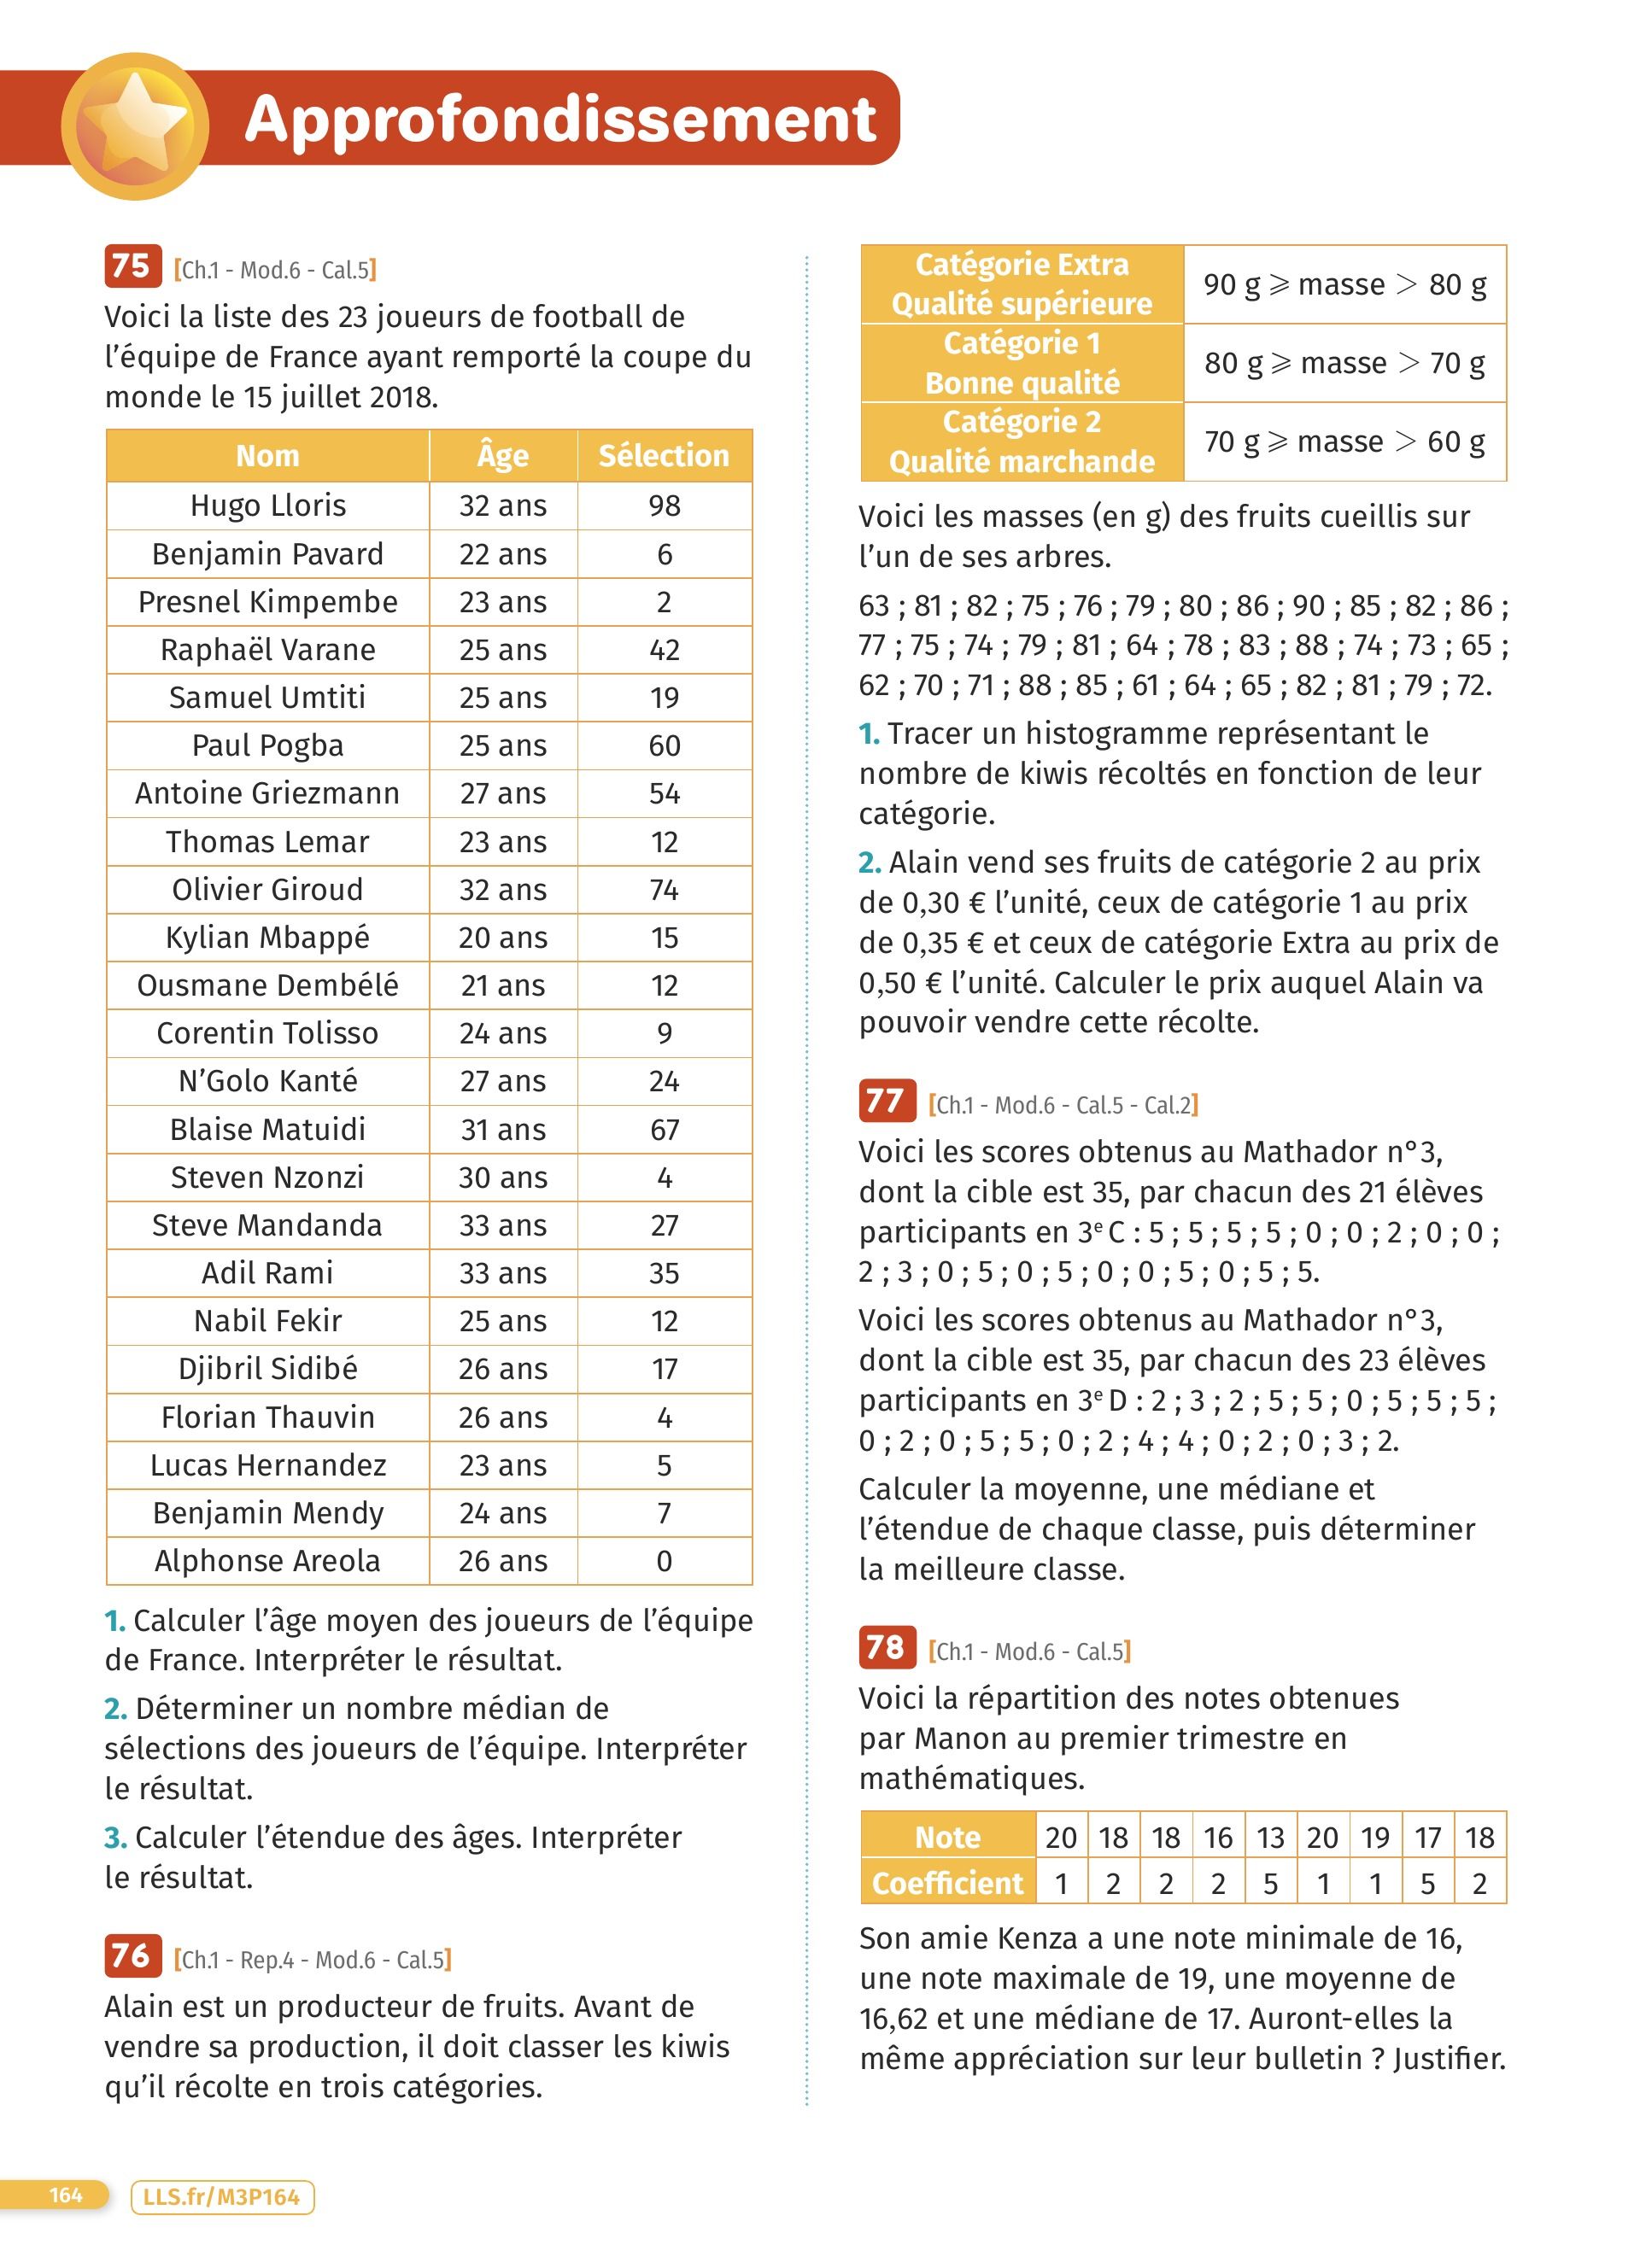 Approfondissement
75 [Ch.1 - Mod.6 - Cal.5]
Voici la liste des 23 joueurs de football de
l’équipe de France ayant remporté la coupe du
monde le 15 juillet 2018.
Nom Âge Sélection
Hugo Lloris 32 ans 98
Benjamin Pavard 22 ans 6
Presnel Kimpembe 23 ans 2
Raphaël Varane 25 ans 42
Samuel Umtiti 25 ans 19
Paul Pogba 25 ans 60
Antoine Griezmann 27 ans 54
Thomas Lemar 23 ans 12
Olivier Giroud 32 ans 74
Kylian Mbappé 20 ans 15
Ousmane Dembélé 21 ans 12
Corentin Tolisso 24 ans 9
N’Golo Kanté 27 ans 24
Blaise Matuidi 31 ans 67
Steven Nzonzi 30 ans 4
Steve Mandanda 33 ans 27
Adil Rami 33 ans 35
Nabil Fekir 25 ans 12
Djibril Sidibé 26 ans 17
Florian Thauvin 26 ans 4
Lucas Hernandez 23 ans 5
Benjamin Mendy 24 ans 7
Alphonse Areola 26 ans 0
1. Calculer l’âge moyen des joueurs de l’équipe
de France. Interpréter le résultat.
2. Déterminer un nombre médian de
sélections des joueurs de l’équipe. Interpréter
le résultat.
3. Calculer l’étendue des âges. Interpréter
le résultat.
76 [Ch.1 - Rep.4 - Mod.6 - Cal.5]
Alain est un producteur de fruits. Avant de
vendre sa production, il doit classer les kiwis
qu’il récolte en trois catégories.
Catégorie Extra
Qualité supérieure 90 g ⩾ masse > 80 g
Catégorie 1
Bonne qualité 80 g ⩾ masse > 70 g
Catégorie 2
Qualité marchande 70 g ⩾ masse > 60 g
Voici les masses (en g) des fruits cueillis sur
l’un de ses arbres.
63 ; 81 ; 82 ; 75 ; 76 ; 79 ; 80 ; 86 ; 90 ; 85 ; 82 ; 86 ;
77 ; 75 ; 74 ; 79 ; 81 ; 64 ; 78 ; 83 ; 88 ; 74 ; 73 ; 65 ;
62 ; 70 ; 71 ; 88 ; 85 ; 61 ; 64 ; 65 ; 82 ; 81 ; 79 ; 72.
1. Tracer un histogramme représentant le
nombre de kiwis récoltés en fonction de leur
catégorie.
2. Alain vend ses fruits de catégorie 2 au prix
de 0,30 € l’unité, ceux de catégorie 1 au prix
de 0,35 € et ceux de catégorie Extra au prix de
0,50 € l’unité. Calculer le prix auquel Alain va
pouvoir vendre cette récolte.
77 [Ch.1 - Mod.6 - Cal.5 - Cal.2]
Voici les scores obtenus au Mathador n°3,
dont la cible est 35, par chacun des 21 élèves
participants en 3ᵉ C : 5 ; 5 ; 5 ; 5 ; 0 ; 0 ; 2 ; 0 ; 0 ;
2 ; 3 ; 0 ; 5 ; 0 ; 5 ; 0 ; 0 ; 5 ; 0 ; 5 ; 5.
Voici les scores obtenus au Mathador n°3,
dont la cible est 35, par chacun des 23 élèves
participants en 3ᵉ D : 2 ; 3 ; 2 ; 5 ; 5 ; 0 ; 5 ; 5 ; 5 ;
0 ; 2 ; 0 ; 5 ; 5 ; 0 ; 2 ; 4 ; 4 ; 0 ; 2 ; 0 ; 3 ; 2.
Calculer la moyenne, une médiane et
l’étendue de chaque classe, puis déterminer
la meilleure classe.
78 [Ch.1 - Mod.6 - Cal.5]
Voici la répartition des notes obtenues
par Manon au premier trimestre en
mathématiques.
Note 20 18 18 16 13 20 19 17 18
Coefficient 1 2 2 2 5 1 1 5 2
Son amie Kenza a une note minimale de 16,
une note maximale de 19, une moyenne de
16,62 et une médiane de 17. Auront-elles la
même appréciation sur leur bulletin ? Justifier.
164 LLS.fr/M3P164